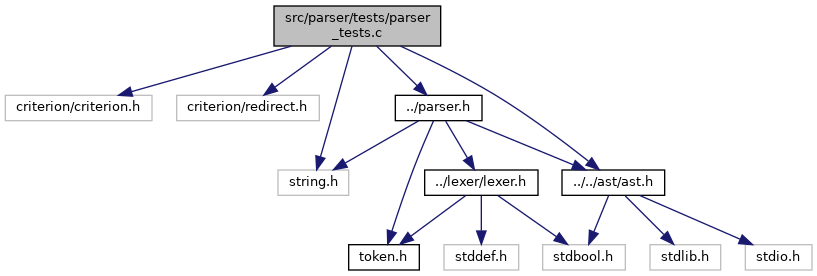 src/parser/tests/parser
_tests.c
criterion/criterion.h
criterion/redirect.h
../parser.h
string.h
../lexer/lexer.h
../../ast/ast.h
token.h
stddef.h
stdbool.h
stdlib.h
stdio.h